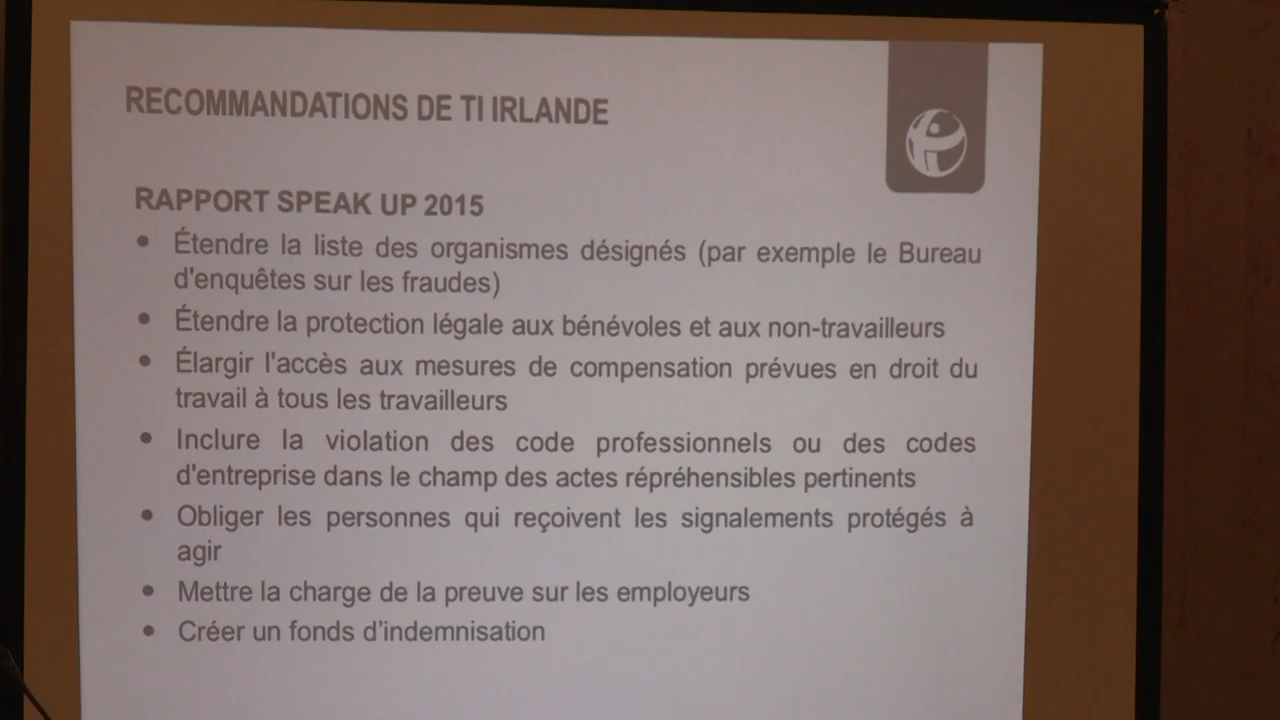 RECOMMANDATIONS DE TI IRLANDE
RAPPORT SPEAK UP 2015
• Étendre la liste des organismes désignés (par exemple le Bureau
d'enquêtes sur les fraudes)
• Étendre la protection légale aux bénévoles et aux non-travailleurs
• Élargir l'accès aux mesures de compensation prévues en droit du
travail à tous les travailleurs
• Inclure la violation des code professionnels ou des codes
d'entreprise dans le champ des actes répréhensibles pertinents
• Obliger les personnes qui reçoivent les signalements protégés à
agir
• Mettre la charge de la preuve sur les employeurs
• Créer un fonds d'indemnisation